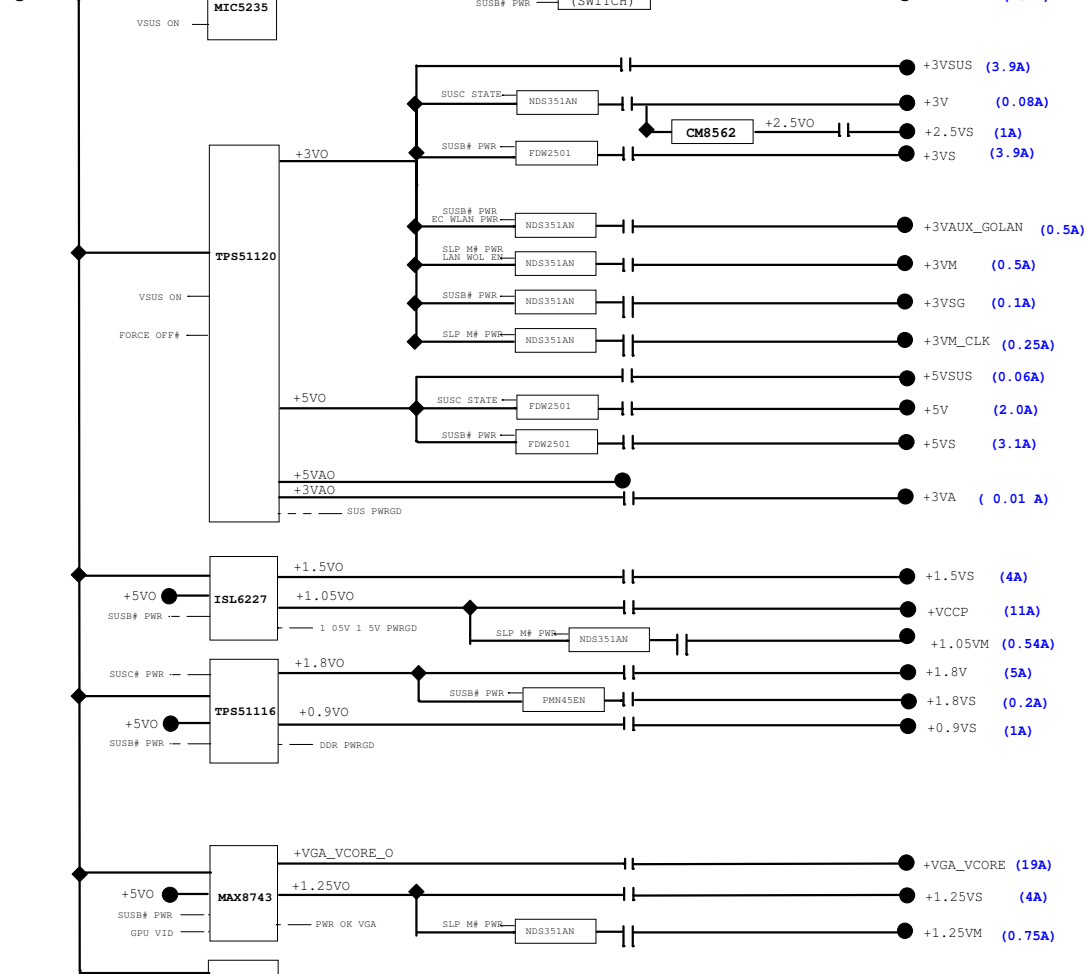 SUSB# PWR
(SWITCH)
MIC5235
VSUS ON
+3VSUS (3.9A)
SUSC STATE NDS351AN +3V (0.08A)
CM8562 +2.5VO +2.5VS (1A)
+3VO SUSB# PWR FDW2501 +3VS (3.9A)
SUSB# PWR
EC WLAN PWR NDS351AN +3VAUX_GOLAN (0.5A)
SLP M# PWR
LAN WOL EN NDS351AN +3VM (0.5A)
TPS51120
VSUS ON SUSB# PWR NDS351AN +3VSG (0.1A)
FORCE OFF# SLP M# PWR NDS351AN +3VM_CLK (0.25A)
+5VSUS (0.06A)
+5VO SUSC STATE FDW2501 +5V (2.0A)
SUSB# PWR FDW2501 +5VS (3.1A)
+5VAO
+3VAO +3VA ( 0.01 A)
SUS PWRGD
+1.5VO +1.5VS (4A)
+5VO ISL6227 +1.05VO +VCCP (11A)
SUSB# PWR
1 05V 1 5V PWRGD SLP M# PWR NDS351AN +1.05VM (0.54A)
SUSC# PWR +1.8VO +1.8V (5A)
SUSB# PWR PMN45EN +1.8VS (0.2A)
TPS51116 +0.9VO +0.9VS (1A)
+5VO
SUSB# PWR DDR PWRGD
+VGA_VCORE_O +VGA_VCORE (19A)
+5VO MAX8743 +1.25VO +1.25VS (4A)
SUSB# PWR
GPU VID PWR OK VGA SLP M# PWR NDS351AN +1.25VM (0.75A)